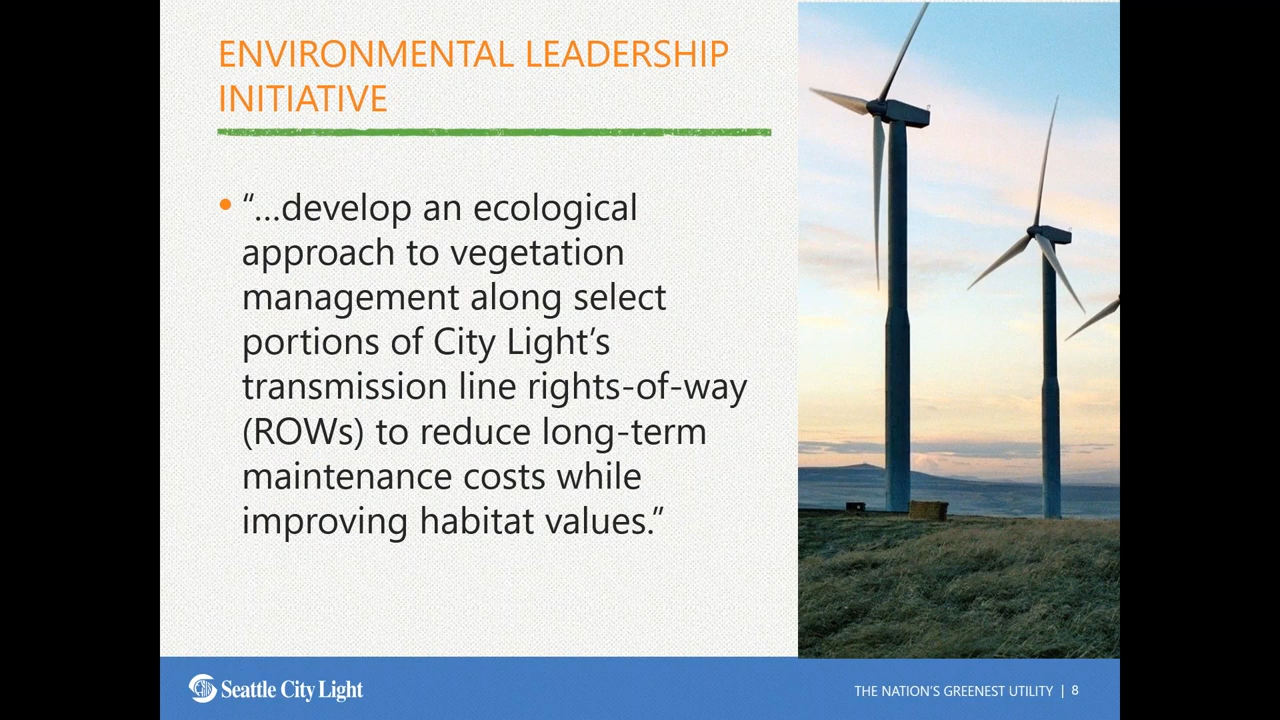 ENVIRONMENTAL LEADERSHIP
INITIATIVE
• “…develop an ecological
approach to vegetation
management along select
portions of City Light’s
transmission line rights-of-way
(ROWs) to reduce long-term
maintenance costs while
improving habitat values.”
Seattle City Light
THE NATION’S GREENEST UTILITY | 8